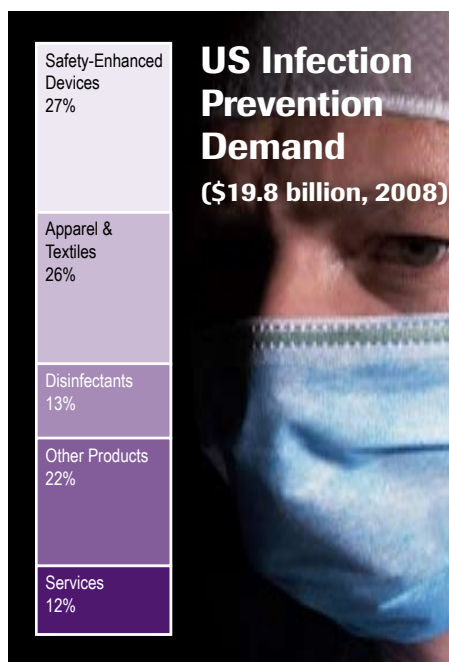 US Infection
Prevention
Demand
($19.8 billion, 2008)
Safety-Enhanced
Devices
27%
Apparel &
Textiles
26%
Disinfectants
13%
Other Products
22%
Services
12%